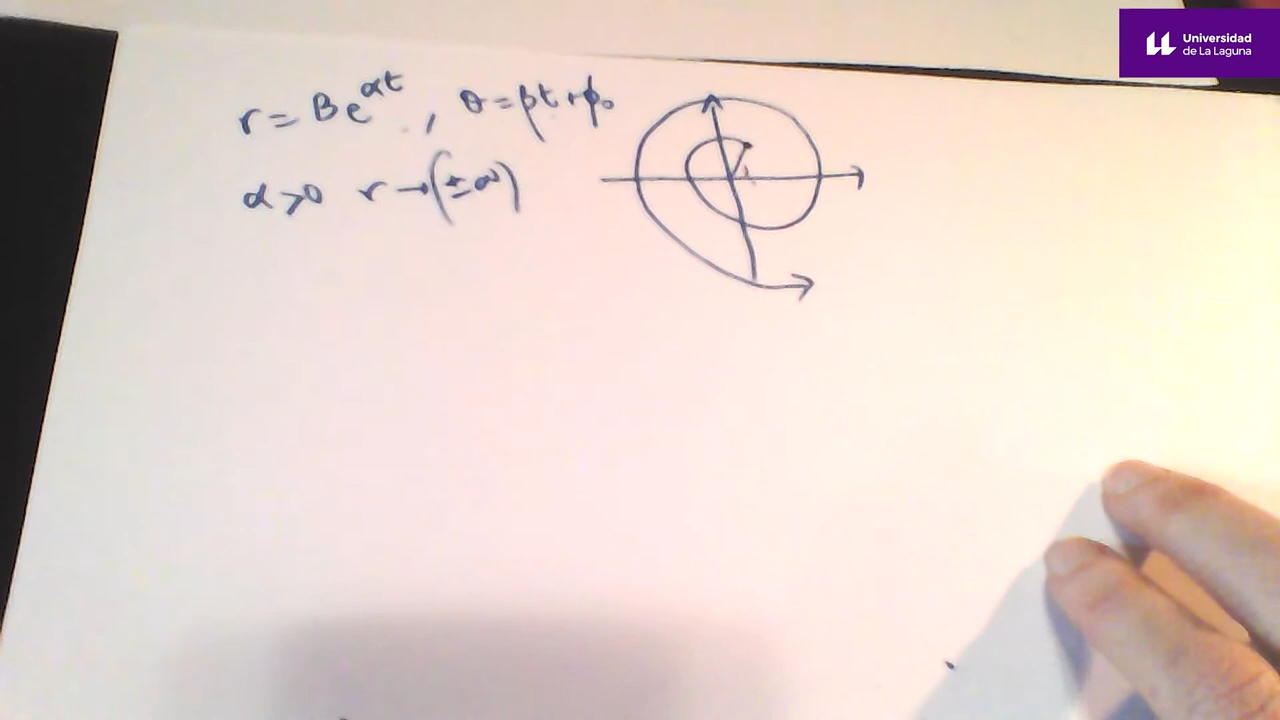 r = Be^{αt}, θ = βt + φ₀
α > 0 r → (±∞)
Universidad
de La Laguna